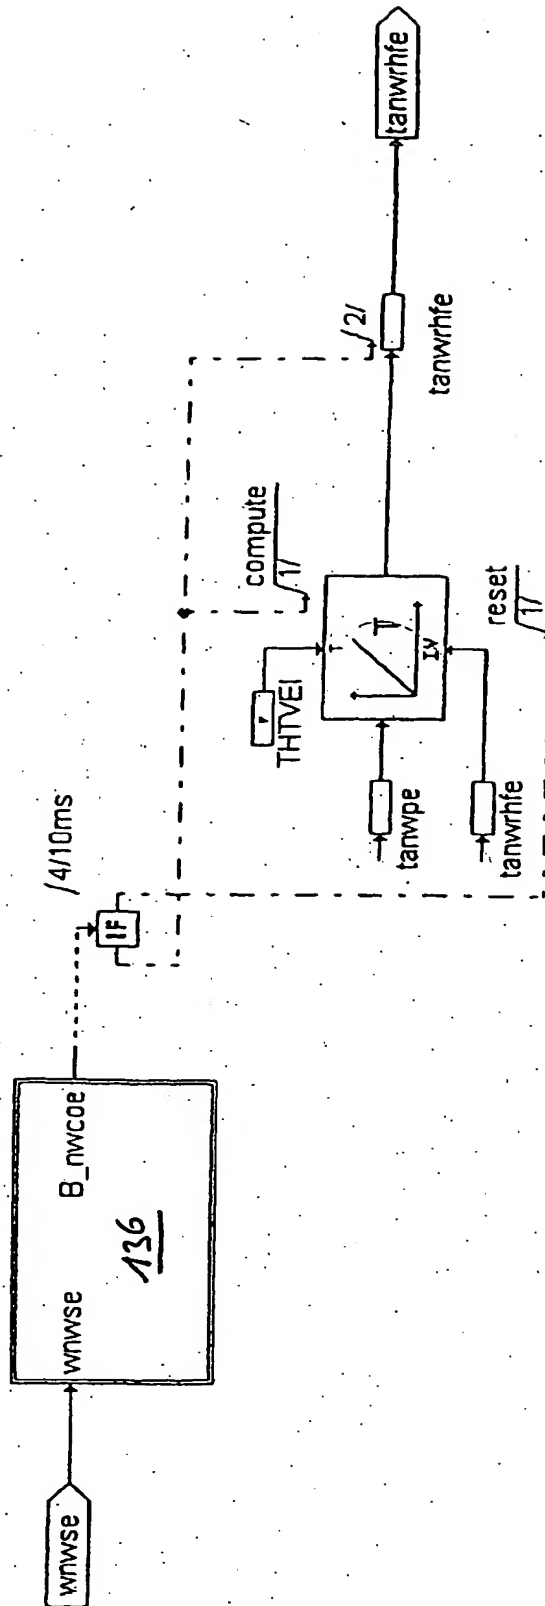 wnwse
wnwse
B_nwcoe
136
/4/10ms
IF
compute
/1/
/2/
THTVEI
T
T
I.V
tanwpe
tanwrhfe
reset
/1/
tanwrhfe
tanwrhfe